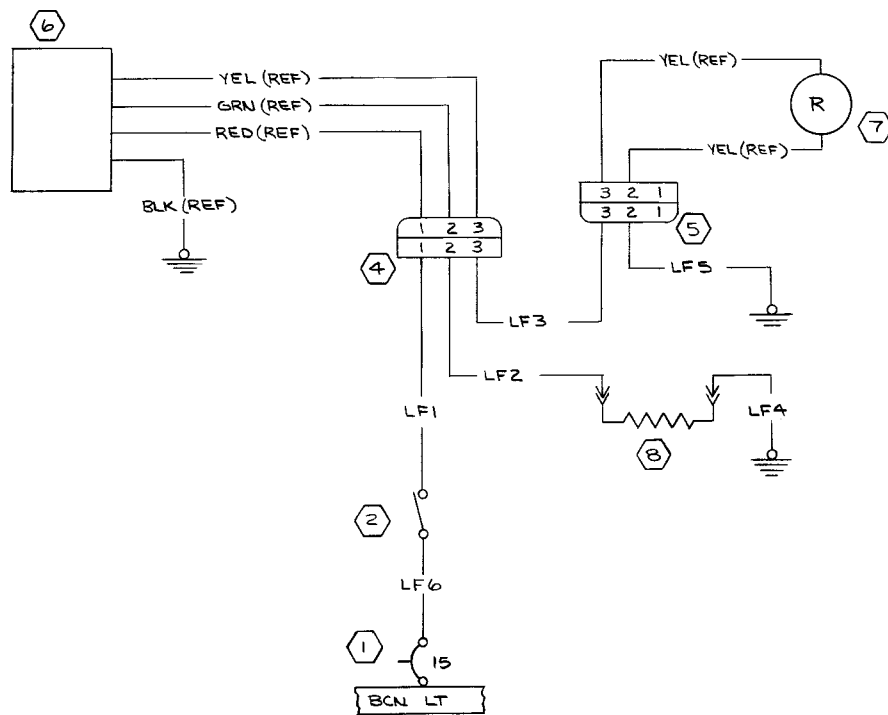 6
YEL (REF)
GRN (REF)
RED (REF)
BLK (REF)
YEL (REF)
R
7
YEL (REF)
3 2 1
3 2 1
5
1 2 3
1 2 3
4
LF5
LF3
LF2
LF1
LF4
8
2
LF6
1
15
BCN LT